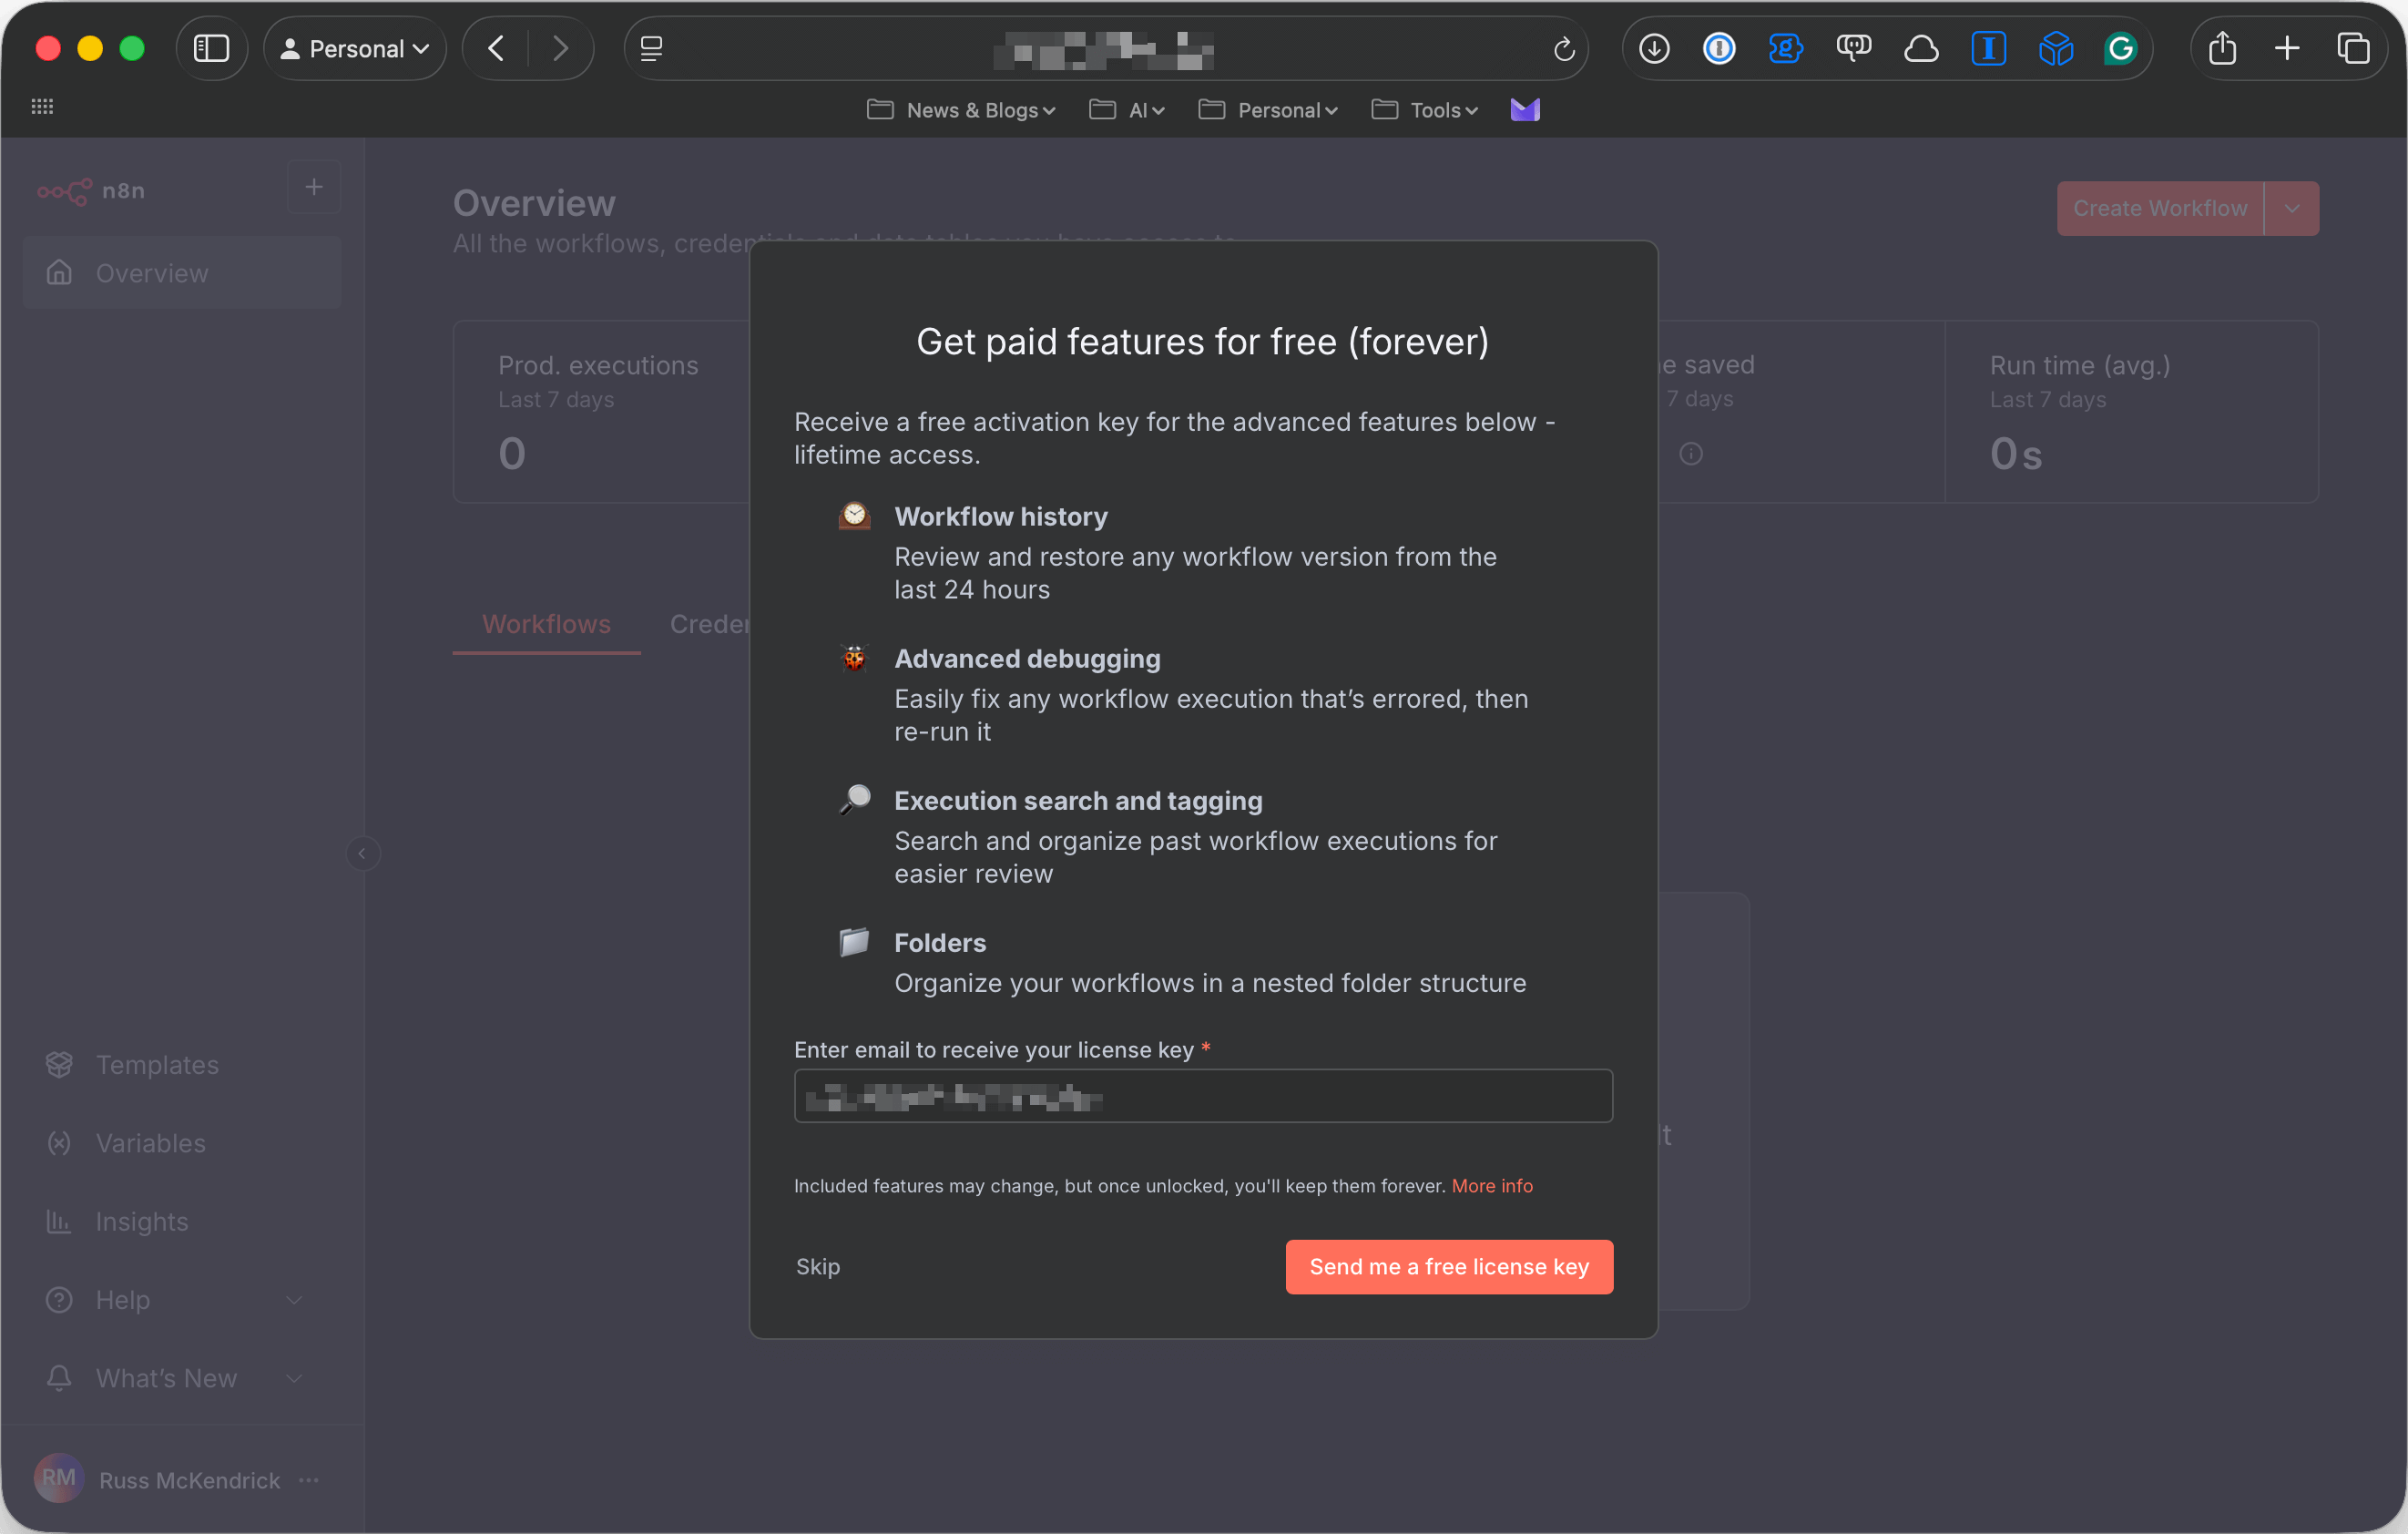 Personal
News & Blogs
AI
Personal
Tools
n8n
Overview
Overview
All the workflows,
Create Workflow
Prod. executions
Last 7 days
0
saved
7 days
Run time (avg.)
Last 7 days
0s
Workflows
Get paid features for free (forever)
Receive a free activation key for the advanced features below -
lifetime access.
Workflow history
Review and restore any workflow version from the
last 24 hours
Advanced debugging
Easily fix any workflow execution that’s errored, then
re-run it
Execution search and tagging
Search and organize past workflow executions for
easier review
Folders
Organize your workflows in a nested folder structure
Enter email to receive your license key *
Included features may change, but once unlocked, you'll keep them forever. More info
Skip
Send me a free license key
Templates
Variables
Insights
Help
What’s New
RM
Russ McKendrick